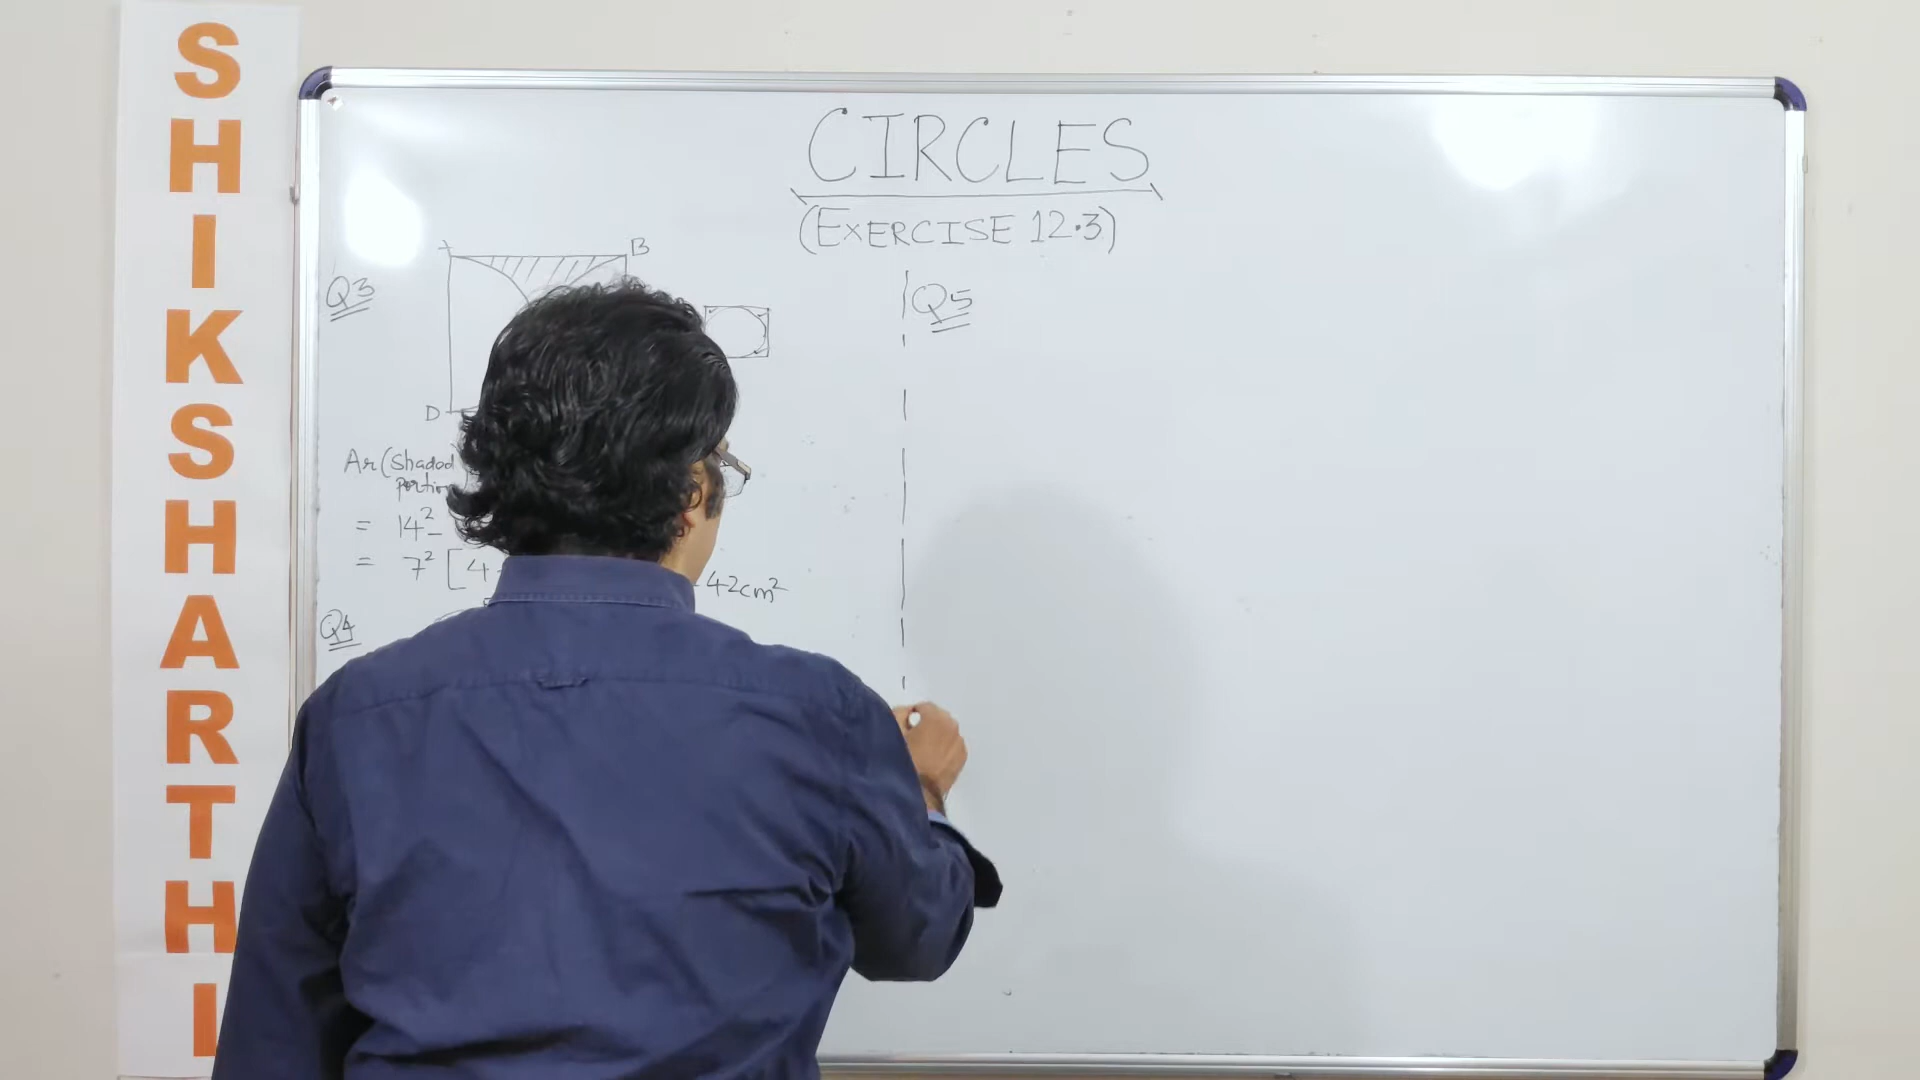 SHIKSHARTHI
CIRCLES
(EXERCISE 12.3)
Q3
B
D
Ar (Shaded
portion
= 14² -
= 7² [4
42cm²
Q4
Q5